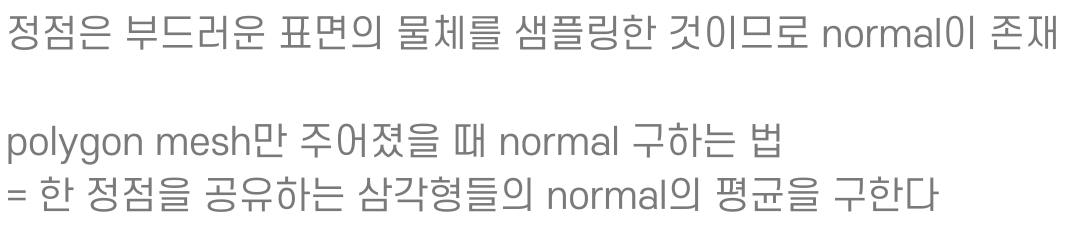 정점은 부드러운 표면의 물체를 샘플링한 것이므로 normal이 존재
polygon mesh만 주어졌을 때 normal 구하는 법
= 한 정점을 공유하는 삼각형들의 normal의 평균을 구한다